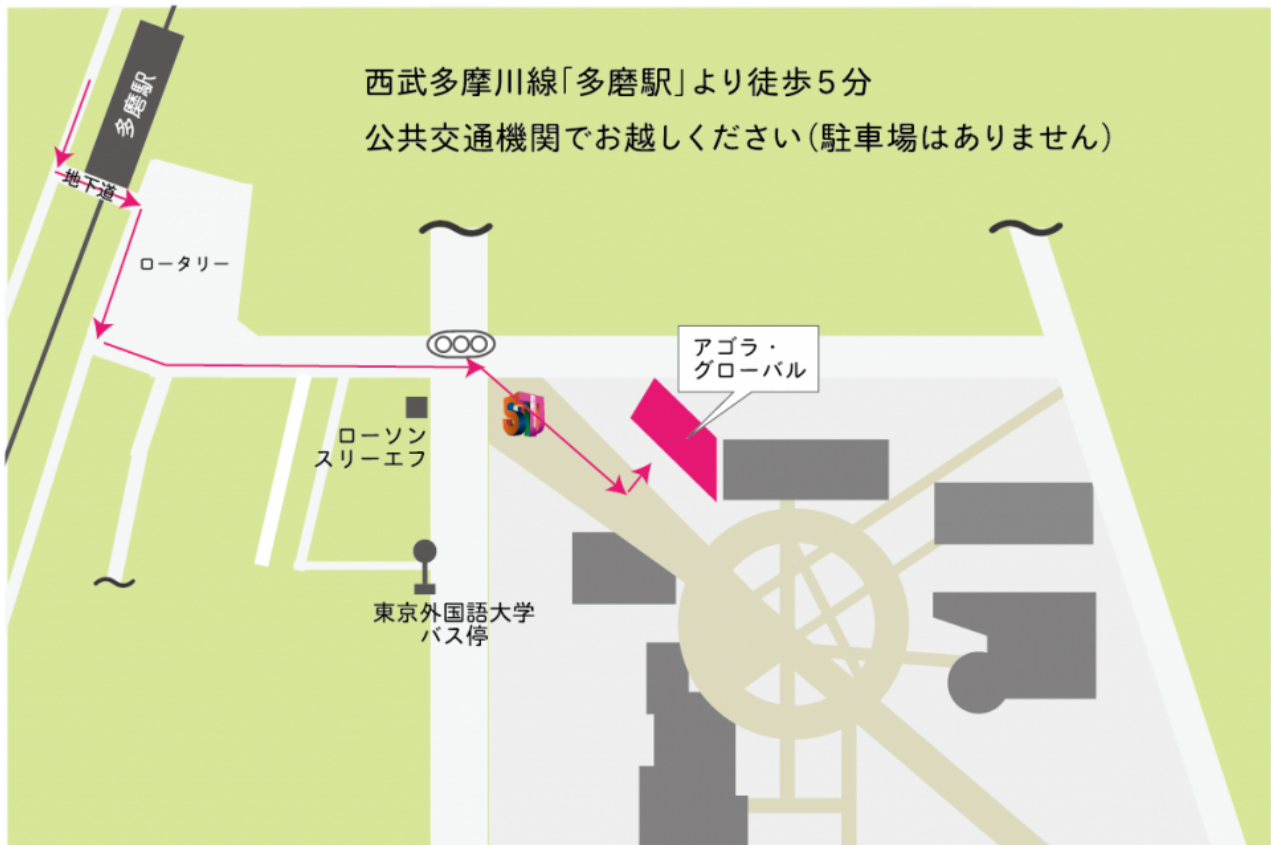 西武多摩川線「多磨駅」より徒歩5分
公共交通機関でお越しください(駐車場はありません)
多磨駅
地下道
ロータリー
アゴラ・
グローバル
ローソン
スリーエフ
東京外国語大学
バス停